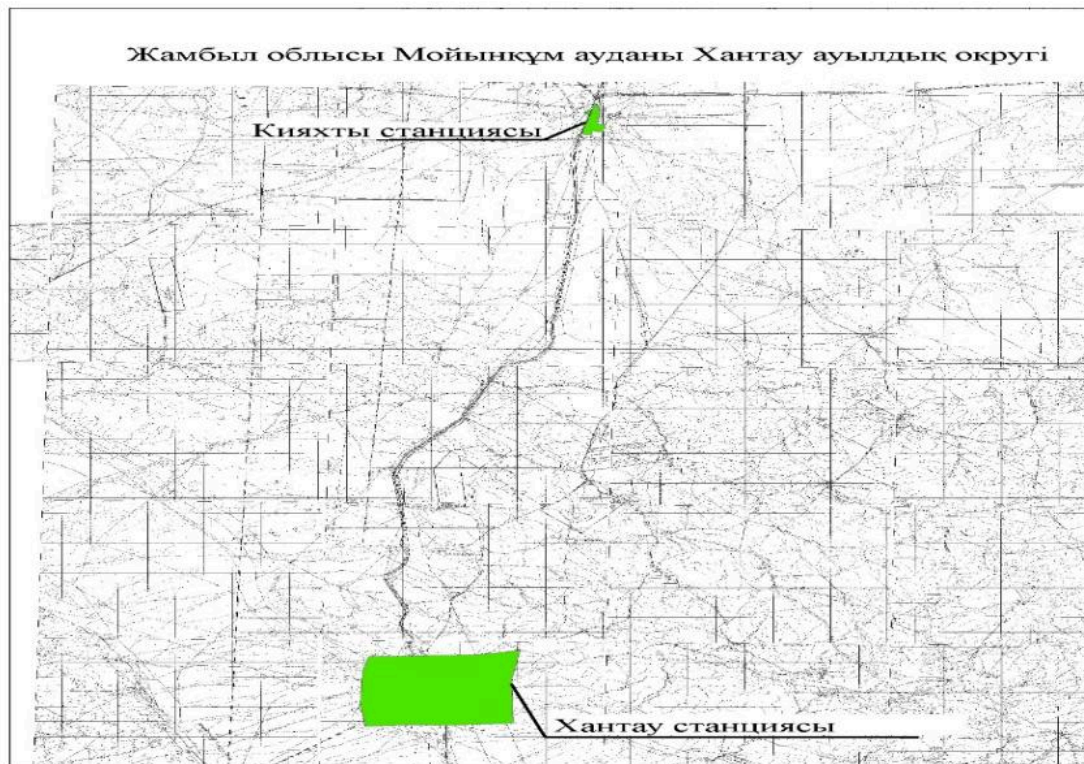 Жамбыл облысы Мойынқұм ауданы Хантау ауылдық округі
Кияхты станциясы
Хантау станциясы